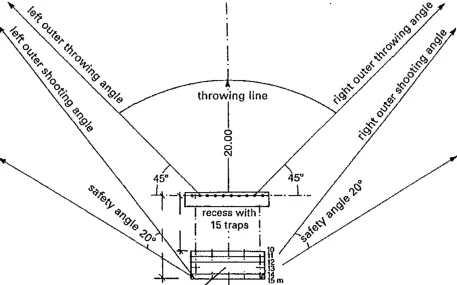 left outer throwing angle
right outer throwing angle
left outer shooting angle
right outer shooting angle
throwing line
20.00
45°
45°
recess with
15 traps
safety angle 20°
safety angle 20°
10
11
12
13
14
15 m